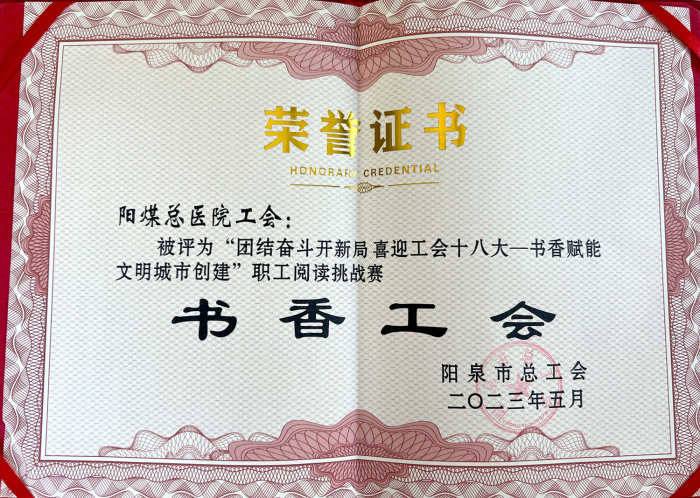 荣誉证书
HONORARY CREDENTIAL
阳煤总医院工会：
被评为“团结奋斗开新局 喜迎工会十八大—书香赋能
文明城市创建”职工阅读挑战赛
书香工会
阳泉市总工会
二〇二三年五月